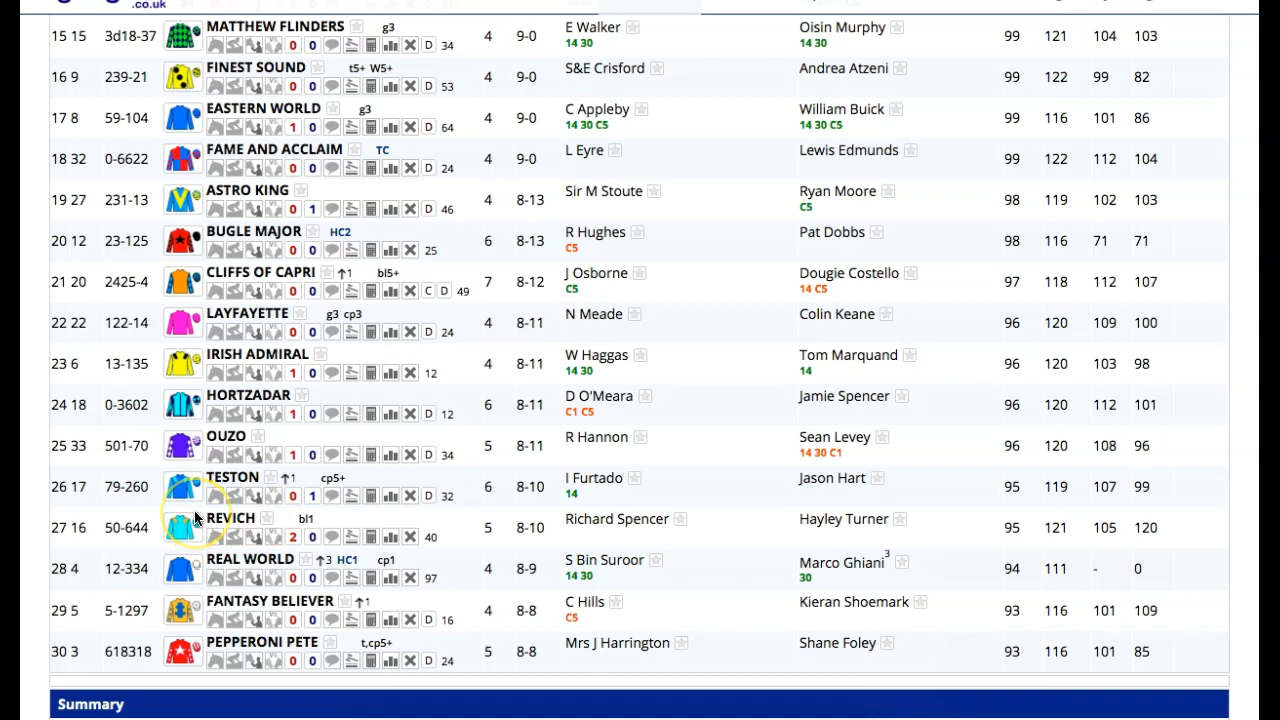 .co.uk
15 15 3d18-37 MATTHEW FLINDERS g3 4 9-0 E Walker Oisin Murphy 99 121 104 103
0 0 D 34 14 30 14 30
16 9 239-21 FINEST SOUND t5+ W5+ 4 9-0 S&E Crisford Andrea Atzeni 99 122 99 82
0 0 D 53
17 8 59-104 EASTERN WORLD g3 4 9-0 C Appleby William Buick 99 116 101 86
1 0 D 64 14 30 C5 14 30 C5
18 32 0-6622 FAME AND ACCLAIM TC 4 9-0 L Eyre Lewis Edmunds 99 122 112 104
0 0 D 24
19 27 231-13 ASTRO KING 4 8-13 Sir M Stoute Ryan Moore 98 119 102 103
0 1 D 46 C5
20 12 23-125 BUGLE MAJOR HC2 6 8-13 R Hughes Pat Dobbs 98 116 71 71
0 0 25 C5
21 20 2425-4 CLIFFS OF CAPRI ↑1 bl5+ 7 8-12 J Osborne Dougie Costello 97 118 112 107
0 0 C D 49 C5 14 C5
22 22 122-14 LAYFAYETTE g3 cp3 4 8-11 N Meade Colin Keane 96 120 109 100
0 0 D 24
23 6 13-135 IRISH ADMIRAL 4 8-11 W Haggas Tom Marquand 96 120 103 98
1 0 12 14 30 14
24 18 0-3602 HORTZADAR 6 8-11 D O'Meara Jamie Spencer 96 120 112 101
1 0 D 12 C1 C5
25 33 501-70 OUZO 5 8-11 R Hannon Sean Levey 96 120 108 96
1 0 D 34 14 30 C1
26 17 79-260 TESTON ↑1 cp5+ 6 8-10 I Furtado Jason Hart 95 119 107 99
0 1 D 32 14
27 16 50-644 REVICH bl1 5 8-10 Richard Spencer Hayley Turner 95 121 105 120
2 0 40
28 4 12-334 REAL WORLD ↑3 HC1 cp1 4 8-9 S Bin Suroor Marco Ghiani 3 94 111 - 0
0 0 97 14 30 30
29 5 5-1297 FANTASY BELIEVER ↑1 4 8-8 C Hills Kieran Shoemark 93 116 101 109
0 0 D 16 C5
30 3 618318 PEPPERONI PETE t,cp5+ 5 8-8 Mrs J Harrington Shane Foley 93 116 101 85
0 0 D 24
Summary